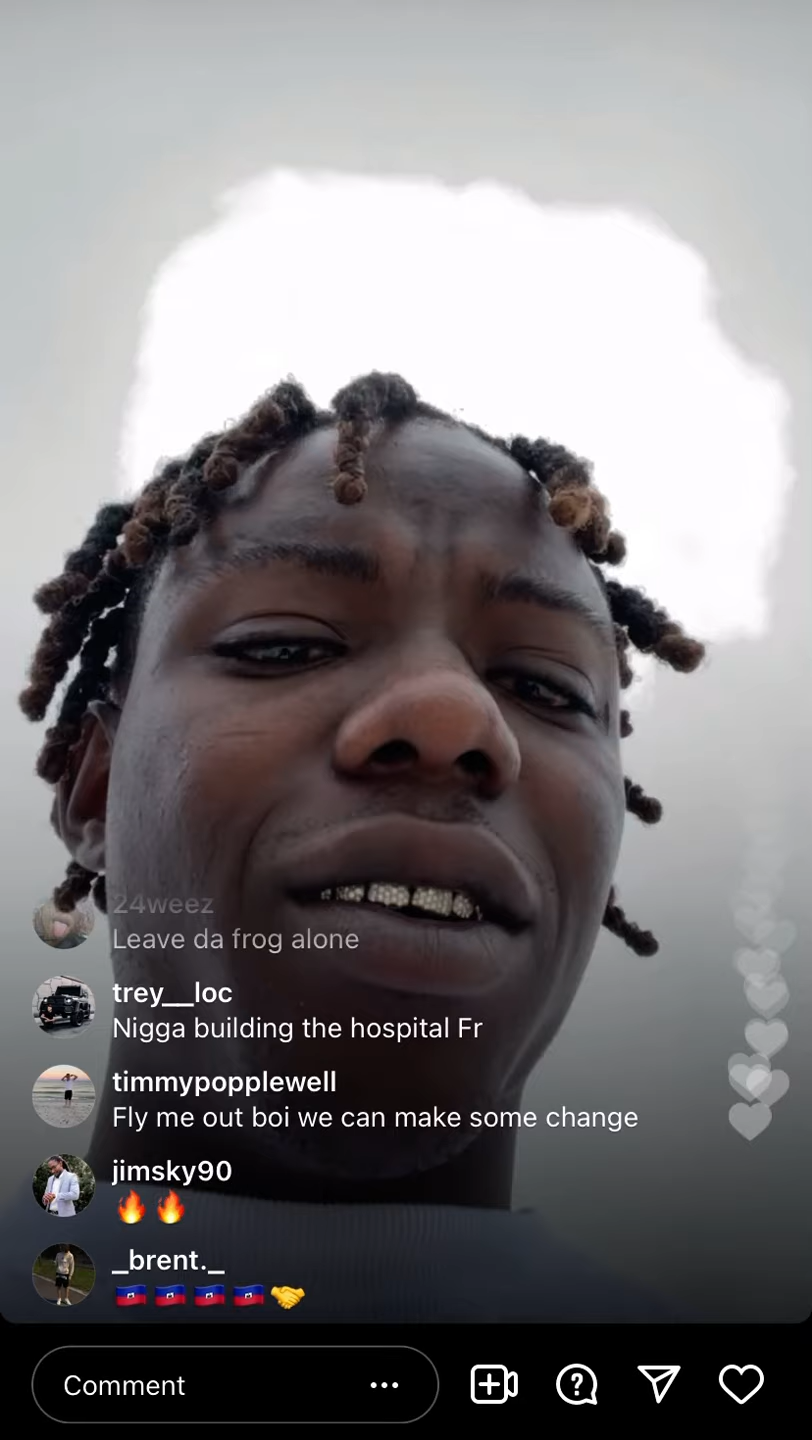 24weez
Leave da frog alone
trey__loc
Nigga building the hospital Fr
timmypopplewell
Fly me out boi we can make some change
jimsky90
🔥🔥
_brent._
🇭🇹🇭🇹🇭🇹🇭🇹🤝
Comment